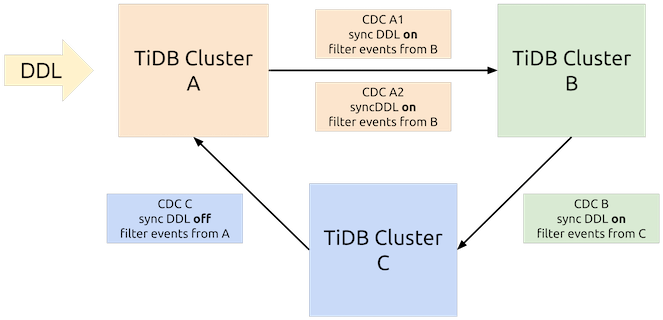 DDL
TiDB Cluster
A
CDC A1
sync DDL on
filter events from B
CDC A2
syncDDL on
filter events from B
TiDB Cluster
B
CDC C
sync DDL off
filter events from A
TiDB Cluster
C
CDC B
sync DDL on
filter events from C